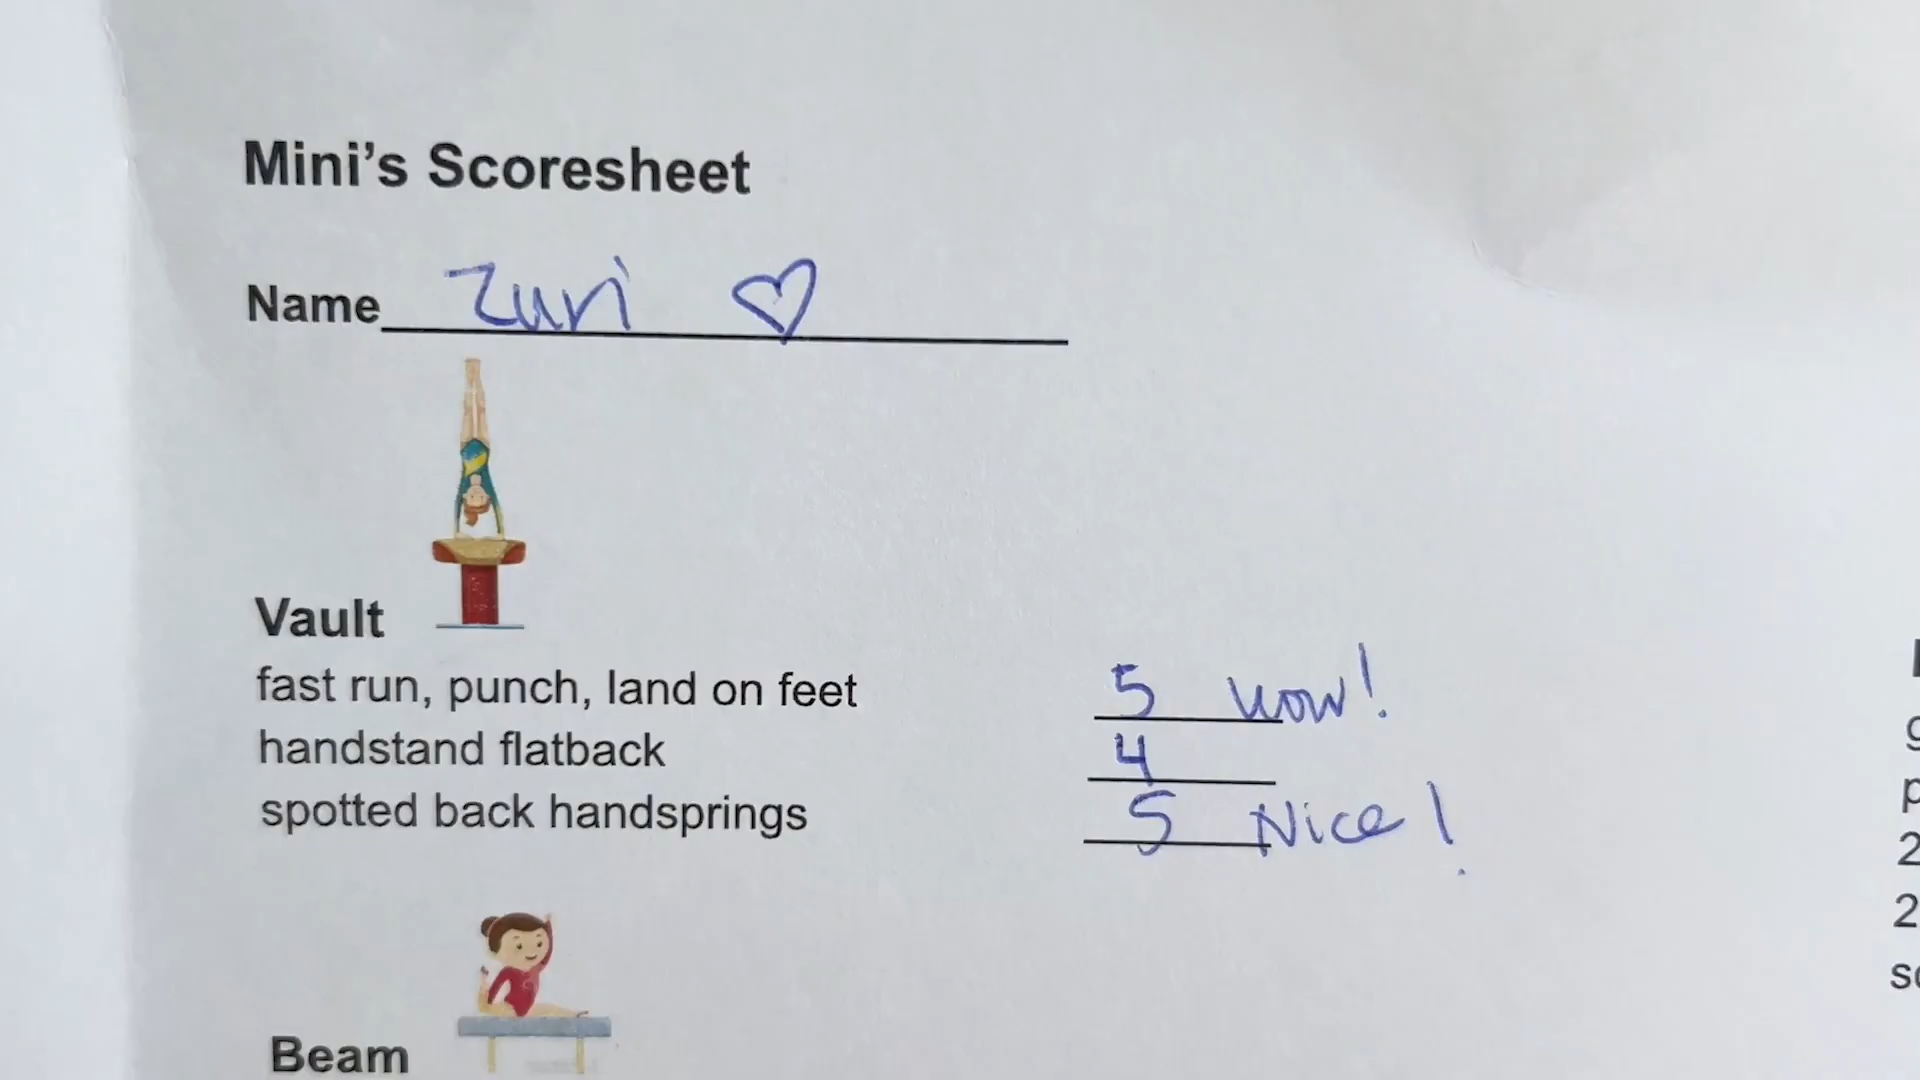 Mini's Scoresheet
Name Zuri
Vault
fast run, punch, land on feet 5 wow!
handstand flatback 4
spotted back handsprings 5 Nice!
Beam